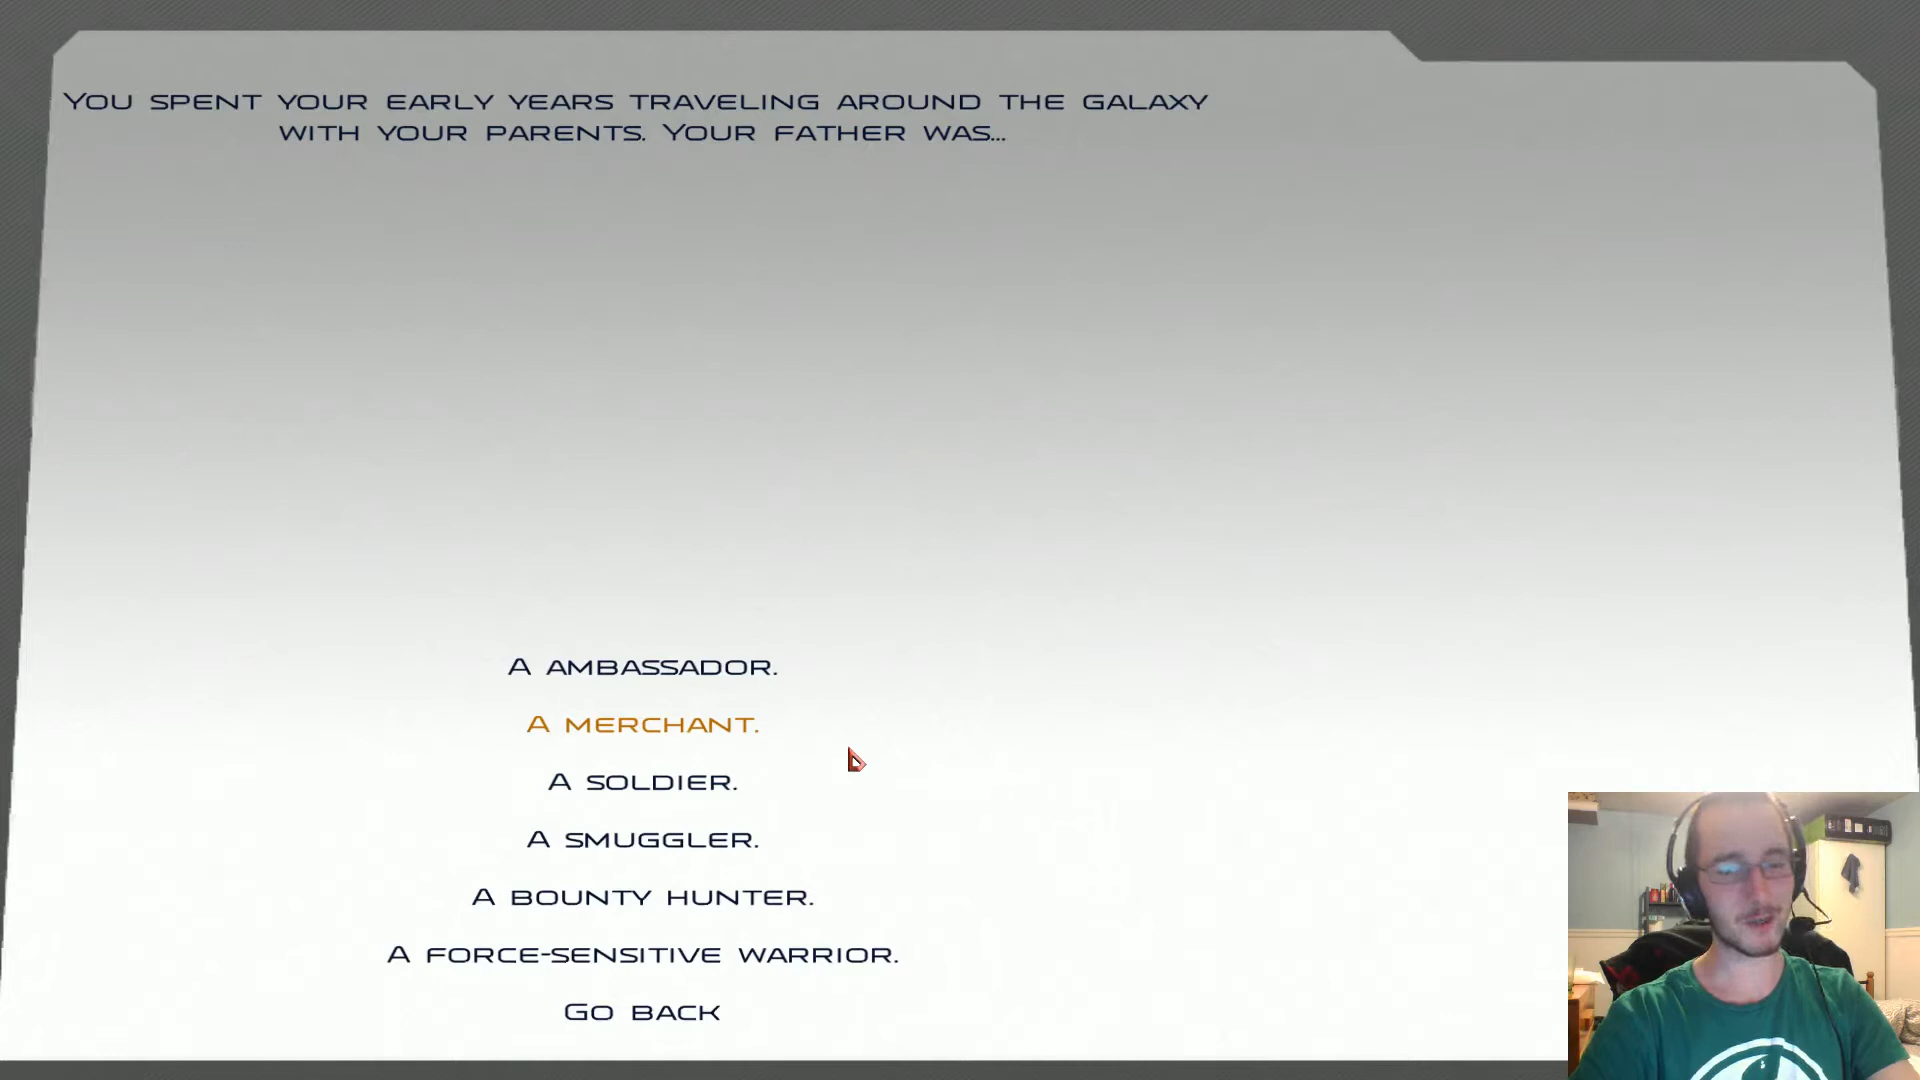 You spent your early years traveling around the galaxy
with your parents. Your father was...
A ambassador.
A merchant.
A soldier.
A smuggler.
A bounty hunter.
A force-sensitive warrior.
Go back